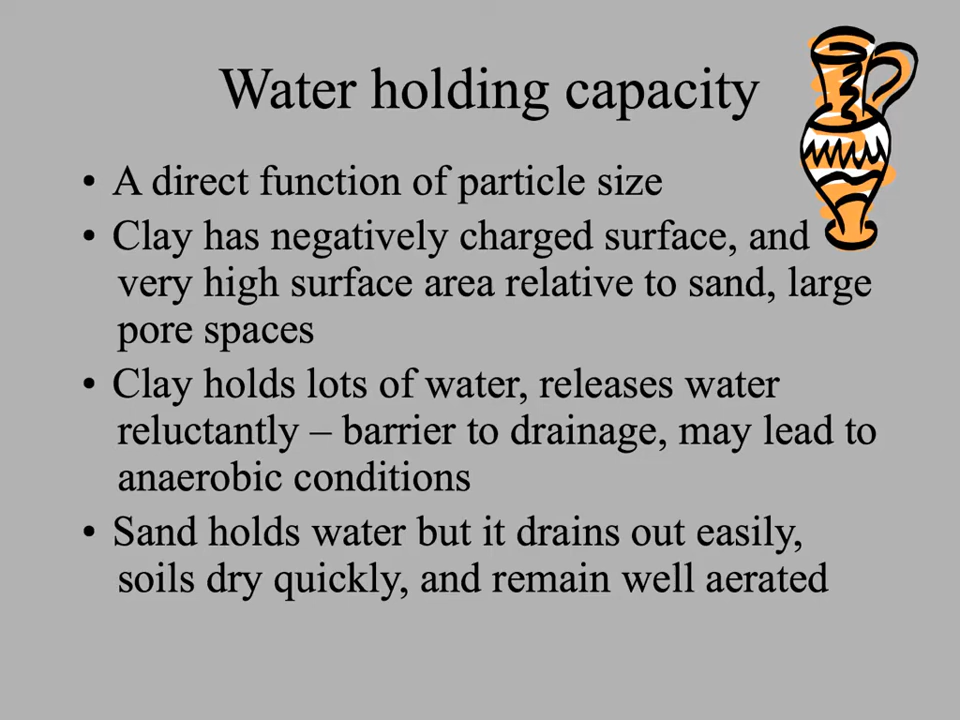 Water holding capacity
• A direct function of particle size
• Clay has negatively charged surface, and
very high surface area relative to sand, large
pore spaces
• Clay holds lots of water, releases water
reluctantly – barrier to drainage, may lead to
anaerobic conditions
• Sand holds water but it drains out easily,
soils dry quickly, and remain well aerated